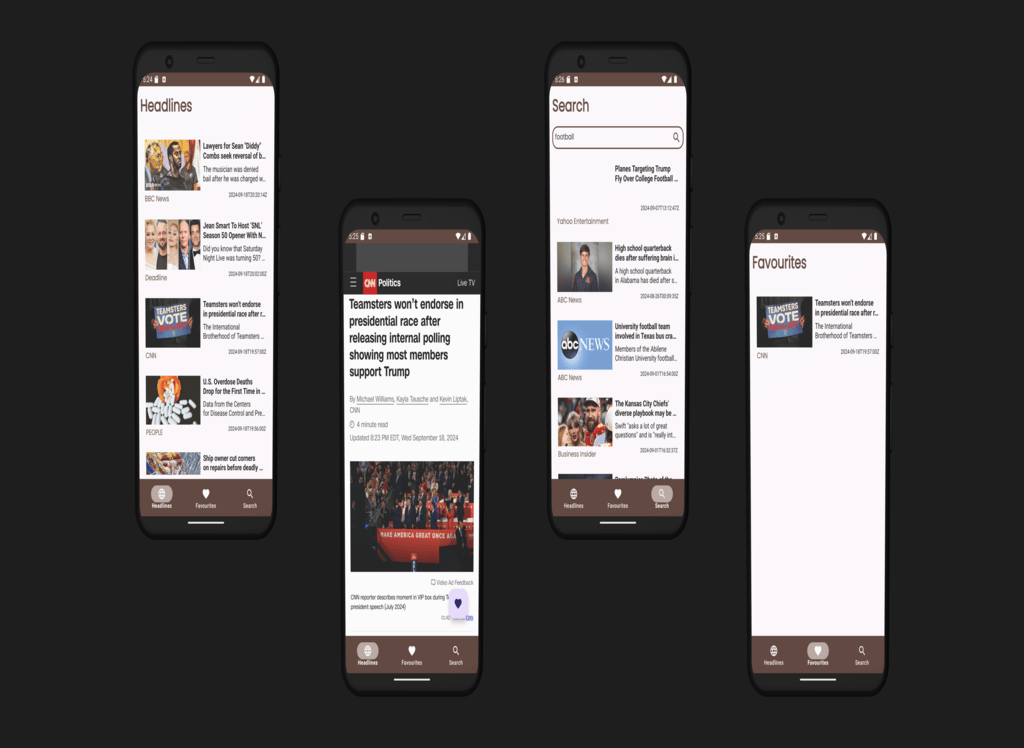 6:24
Headlines
Lawyers for Sean "Diddy"
Combs seek reversal of b...
The musician was denied
bail after he was charged w...
BBC News
2024-09-18T20:33:14Z
Jean Smart To Host 'SNL'
Season 50 Opener With N...
Did you know that Saturday
Night Live was turning 50? ...
Deadline
2024-09-18T20:02:00Z
TEAMSTERS
VOTE
Teamsters won't endorse
in presidential race after r...
The International
Brotherhood of Teamsters ...
CNN
2024-09-18T19:57:00Z
U.S. Overdose Deaths
Drop for the First Time in ...
Data from the Centers
for Disease Control and Pre...
PEOPLE
2024-09-18T19:56:00Z
Ship owner cut corners
on repairs before deadly ...
Headlines
Favourites
Search
6:25
CNN Politics
Live TV
Teamsters won't endorse in
presidential race after
releasing internal polling
showing most members
support Trump
By Michael Williams, Kayla Tausche and Kevin Liptak,
CNN
4 minute read
Updated 8:23 PM EDT, Wed September 18, 2024
MAKE AMERICA GREAT ONCE AGA
Video Ad Feedback
CNN reporter describes moment in VIP box during T
president speech (July 2024)
CNN
Headlines
Favourites
Search
6:26
Search
football
Planes Targeting Trump
Fly Over College Football ...
2024-09-07T13:12:47Z
Yahoo Entertainment
High school quarterback
dies after suffering brain i...
A high school quarterback
in Alabama has died after s...
ABC News
2024-08-26T00:09:35Z
abc NEWS
University football team
involved in Texas bus cra...
Members of the Abilene
Christian University football...
ABC News
2024-09-01T16:54:00Z
The Kansas City Chiefs'
diverse playbook may be ...
Swift "asks a lot of great
questions" and is "really int...
Business Insider
2024-09-01T16:52:37Z
Headlines
Favourites
Search
6:25
Favourites
TEAMSTERS
VOTE
Teamsters won't endorse
in presidential race after r...
The International
Brotherhood of Teamsters ...
CNN
2024-09-18T19:57:00Z
Headlines
Favourites
Search